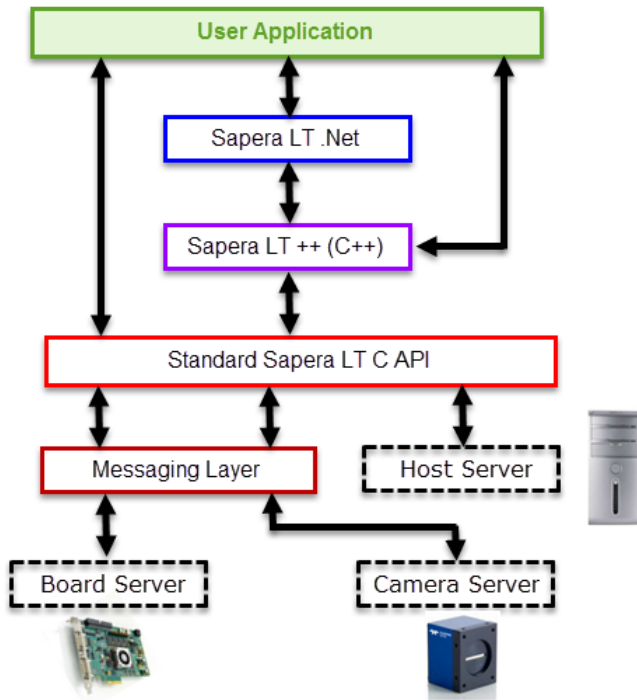 User Application
Sapera LT .Net
Sapera LT ++ (C++)
Standard Sapera LT C API
Messaging Layer
Host Server
Board Server
Camera Server